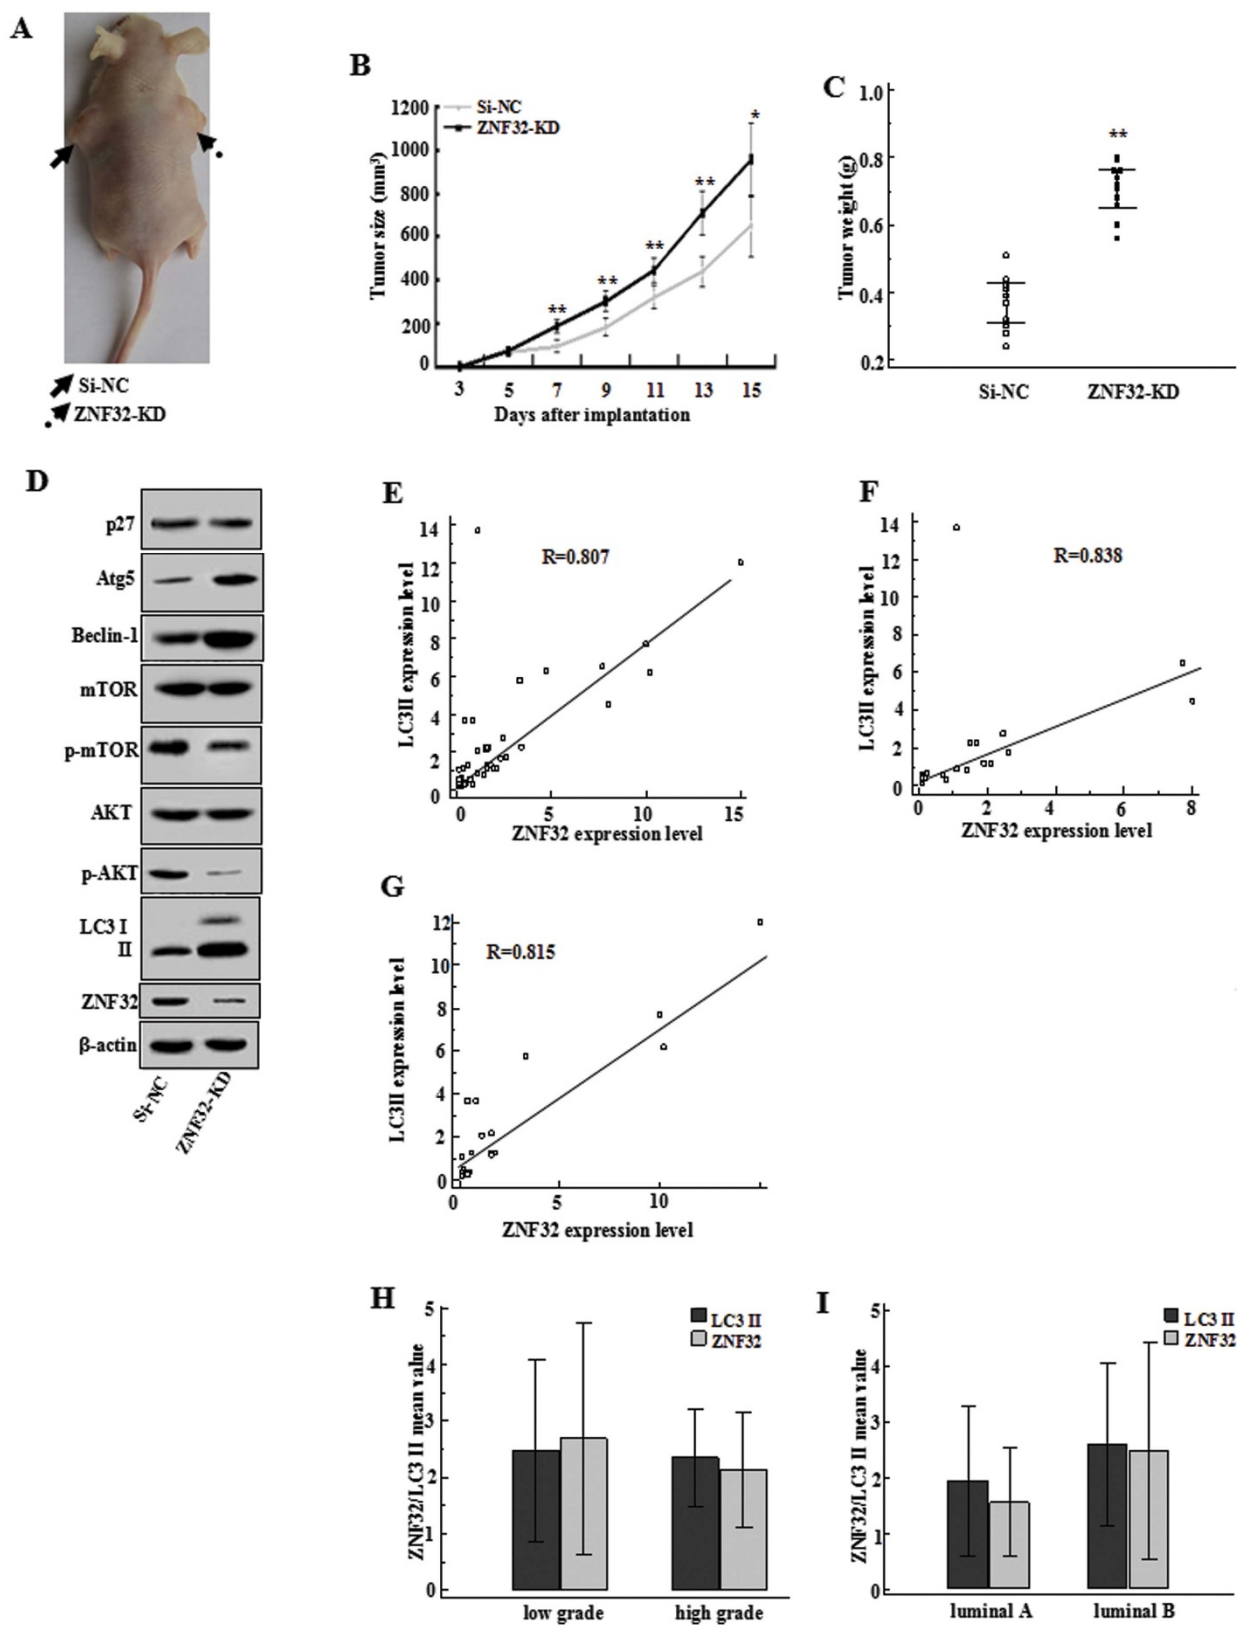 A
Si-NC
ZNF32-KD
B
Si-NC
ZNF32-KD
1200
1000
800
600
400
200
0
Tumor size (mm³)
*
**
**
**
**
3 5 7 9 11 13 15
Days after implantation
C
1.0
0.8
0.6
0.4
0.2
Tumor weight (g)
**
Si-NC ZNF32-KD
D
p27
Atg5
Beclin-1
mTOR
p-mTOR
AKT
p-AKT
LC3 I
II
ZNF32
β-actin
Si-NC
ZNF32-KD
E
14
12
10
8
6
4
2
0
LC3II expression level
R=0.807
0 5 10 15
ZNF32 expression level
F
14
12
10
8
6
4
2
0
LC3II expression level
R=0.838
0 2 4 6 8
ZNF32 expression level
G
12
10
8
6
4
2
0
LC3II expression level
R=0.815
0 5 10
ZNF32 expression level
H
5
4
3
2
1
0
ZNF32/LC3 II mean value
LC3 II
ZNF32
low grade high grade
I
5
4
3
2
1
0
ZNF32/LC3 II mean value
LC3 II
ZNF32
luminal A luminal B